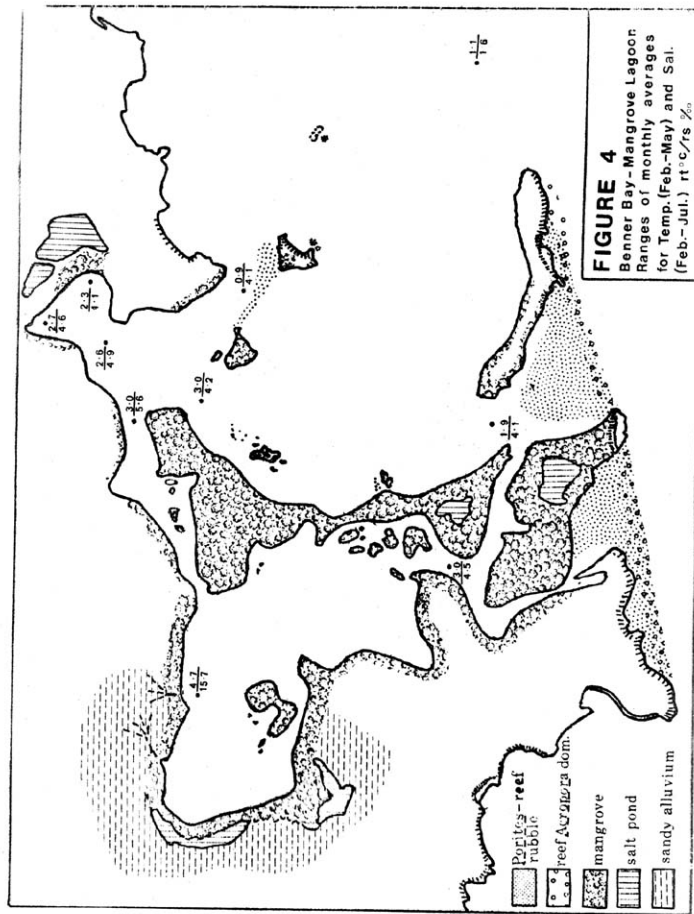 2·7
4·6
2·3
4·1
2·6
4·9
3·0
5·6
3·0
4·2
0·9
4·1
1·1
1·6
1·9
4·1
4·5
4·7
15·7
Porites-reef
rubble
reef Acropora dom.
mangrove
salt pond
sandy alluvium
FIGURE 4
Benner Bay-Mangrove Lagoon
Ranges of monthly averages
for Temp.(Feb.-May) and Sal.
(Feb.-Jul.) rt°C/rs ‰